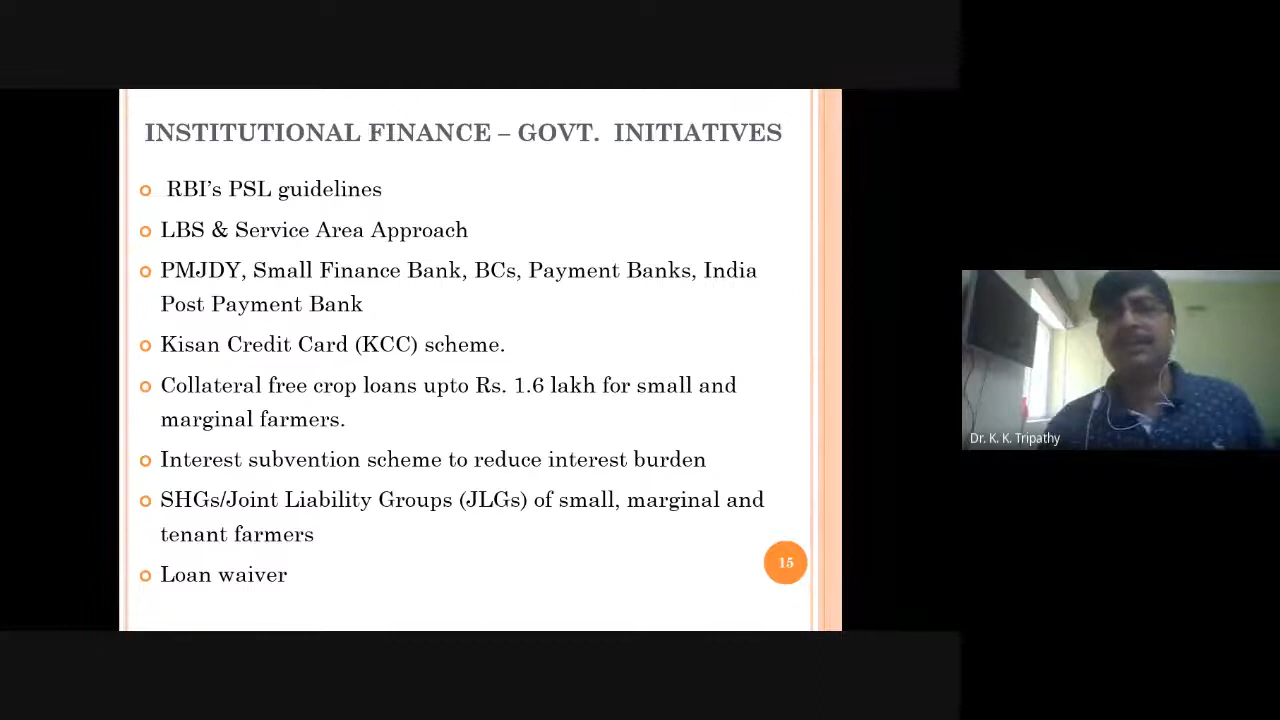 INSTITUTIONAL FINANCE – GOVT. INITIATIVES
RBI's PSL guidelines
LBS & Service Area Approach
PMJDY, Small Finance Bank, BCs, Payment Banks, India
Post Payment Bank
Kisan Credit Card (KCC) scheme.
Collateral free crop loans upto Rs. 1.6 lakh for small and
marginal farmers.
Interest subvention scheme to reduce interest burden
SHGs/Joint Liability Groups (JLGs) of small, marginal and
tenant farmers
Loan waiver
15
Dr. K. K. Tripathy